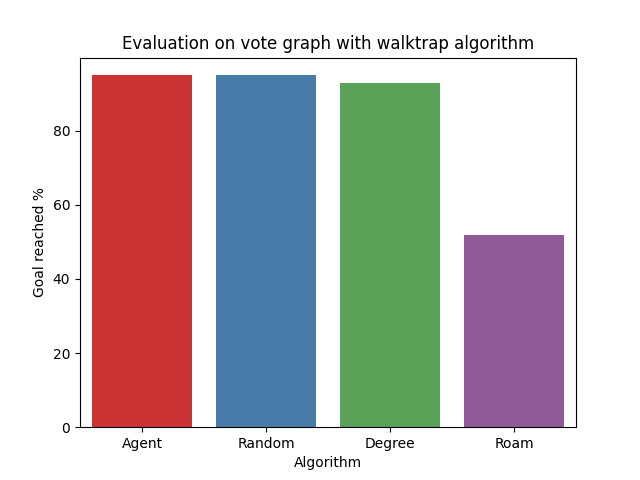 Evaluation on vote graph with walktrap algorithm
Goal reached %
80
60
40
20
0
Agent Random Degree Roam
Algorithm